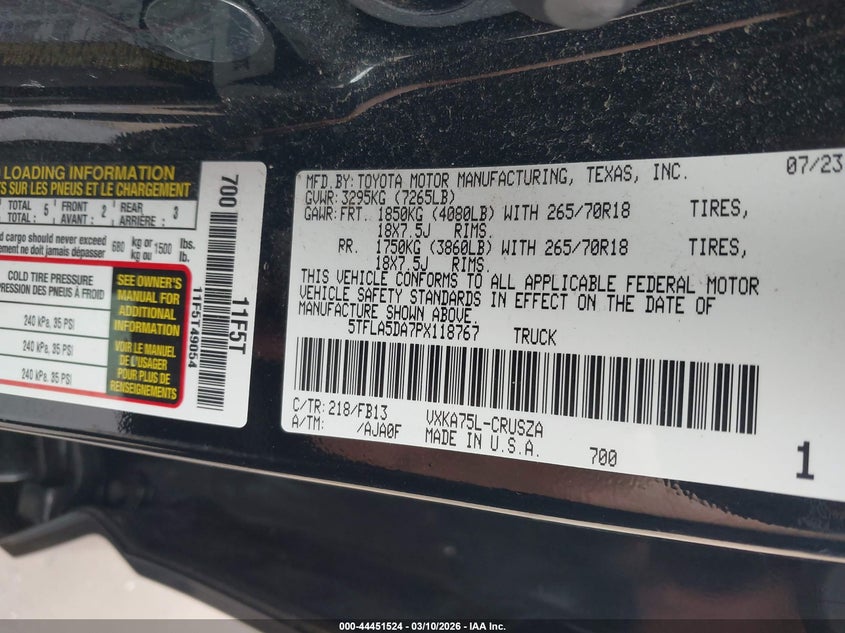 LOADING INFORMATION
S SUR LES PNEUS ET LE CHARGEMENT
TOTAL : 5 FRONT AVANT : 2 REAR ARRIÈRE : 3
d cargo should never exceed 680 kg or 1500 lbs.
ne doit jamais dépasser kg ou lb.
COLD TIRE PRESSURE
PRESSION DES PNEUS À FROID
240 kPa, 35 PSI
240 kPa, 35 PSI
240 kPa, 35 PSI
SEE OWNER'S
MANUAL FOR
ADDITIONAL
INFORMATION
VOIR LE MANUEL
DE L'USAGER
POUR PLUS DE
RENSEIGNEMENTS
700
11F5T
11F5T49054
MFD.BY:TOYOTA MOTOR MANUFACTURING, TEXAS, INC. 07/23
GVWR:3295KG (7265LB)
GAWR:FRT. 1850KG (4080LB) WITH 265/70R18 TIRES,
18X7.5J RIMS.
RR. 1750KG (3860LB) WITH 265/70R18 TIRES,
18X7.5J RIMS.
THIS VEHICLE CONFORMS TO ALL APPLICABLE FEDERAL MOTOR
VEHICLE SAFETY STANDARDS IN EFFECT ON THE DATE OF
MANUFACTURE SHOWN ABOVE.
5TFLA5DA7PX118767 TRUCK
C/TR:218/FB13 VXKA75L-CRUSZA
A/TM: /AJA0F MADE IN U.S.A. 700
1
000-44451524 03/10/2026 - IAA Inc.